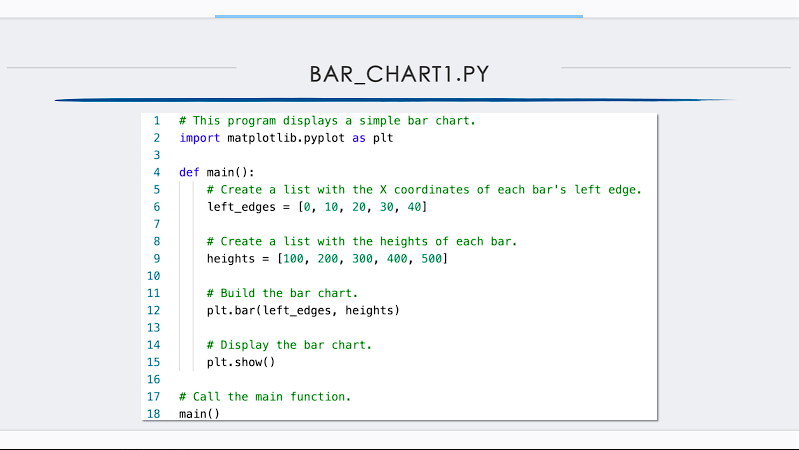 BAR_CHART1.PY
1 # This program displays a simple bar chart.
2 import matplotlib.pyplot as plt
3
4 def main():
5     # Create a list with the X coordinates of each bar's left edge.
6     left_edges = [0, 10, 20, 30, 40]
7
8     # Create a list with the heights of each bar.
9     heights = [100, 200, 300, 400, 500]
10
11     # Build the bar chart.
12     plt.bar(left_edges, heights)
13
14     # Display the bar chart.
15     plt.show()
16
17 # Call the main function.
18 main()